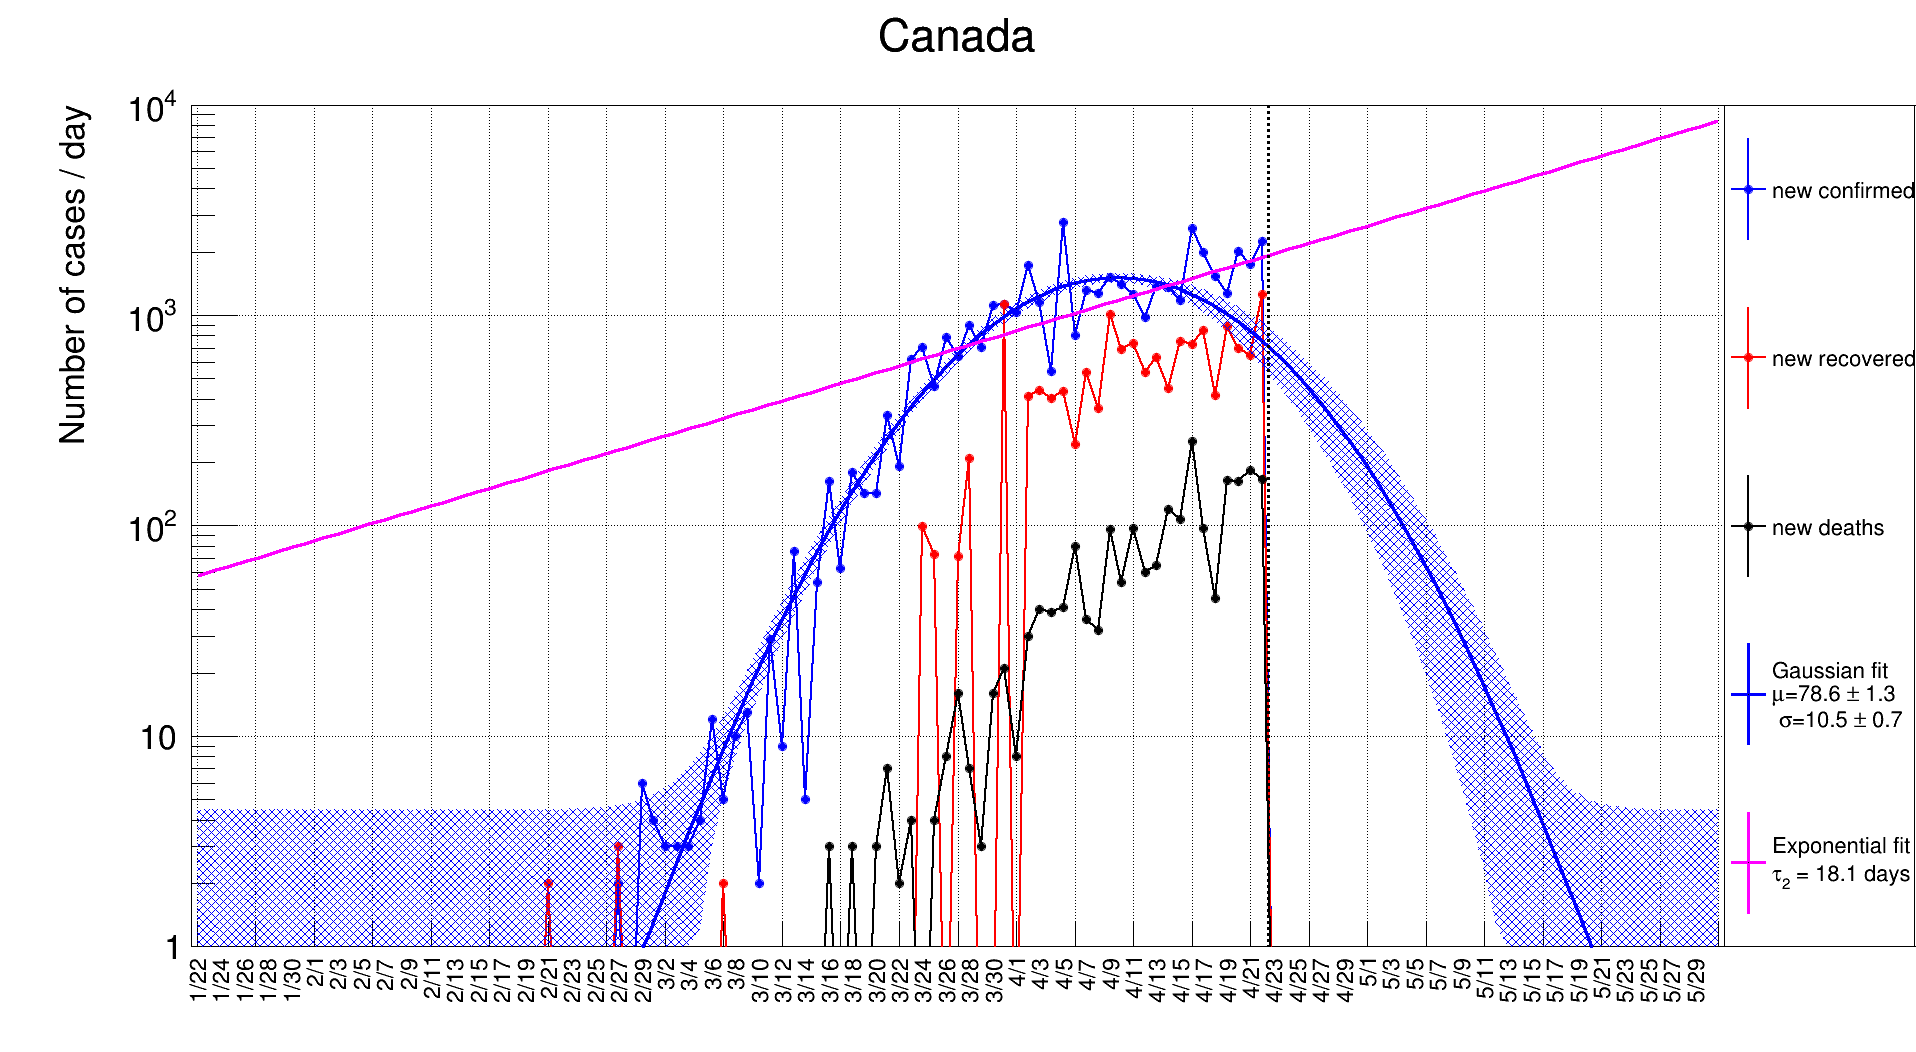 Canada
Number of cases / day
10^4
10^3
10^2
10
1
1/22 1/24 1/26 1/28 1/30 2/1 2/3 2/5 2/7 2/9 2/11 2/13 2/15 2/17 2/19 2/21 2/23 2/25 2/27 2/29 3/2 3/4 3/6 3/8 3/10 3/12 3/14 3/16 3/18 3/20 3/22 3/24 3/26 3/28 3/30 4/1 4/3 4/5 4/7 4/9 4/11 4/13 4/15 4/17 4/19 4/21 4/23 4/25 4/27 4/29 5/1 5/3 5/5 5/7 5/9 5/11 5/13 5/15 5/17 5/19 5/21 5/23 5/25 5/27 5/29
new confirmed
new recovered
new deaths
Gaussian fit
μ=78.6 ± 1.3
σ=10.5 ± 0.7
Exponential fit
τ₂ = 18.1 days